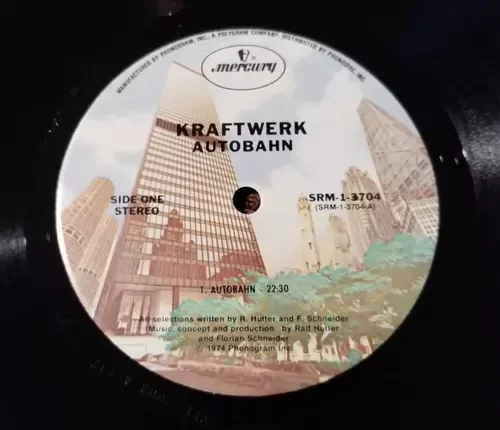 MANUFACTURED BY PHONOGRAM, INC., A POLYGRAM COMPANY, DISTRIBUTED BY PHONODISC, INC.
mercury
KRAFTWERK
AUTOBAHN
SIDE ONE
STEREO
SRM-1-3704
(SRM-1-3704-A)
1. AUTOBAHN - 22:30
All selections written by R. Hutter and F. Schneider
Music, concept and production by Ralf Hutter
and Florian Schneider
℗ 1974 Phonogram Inc.